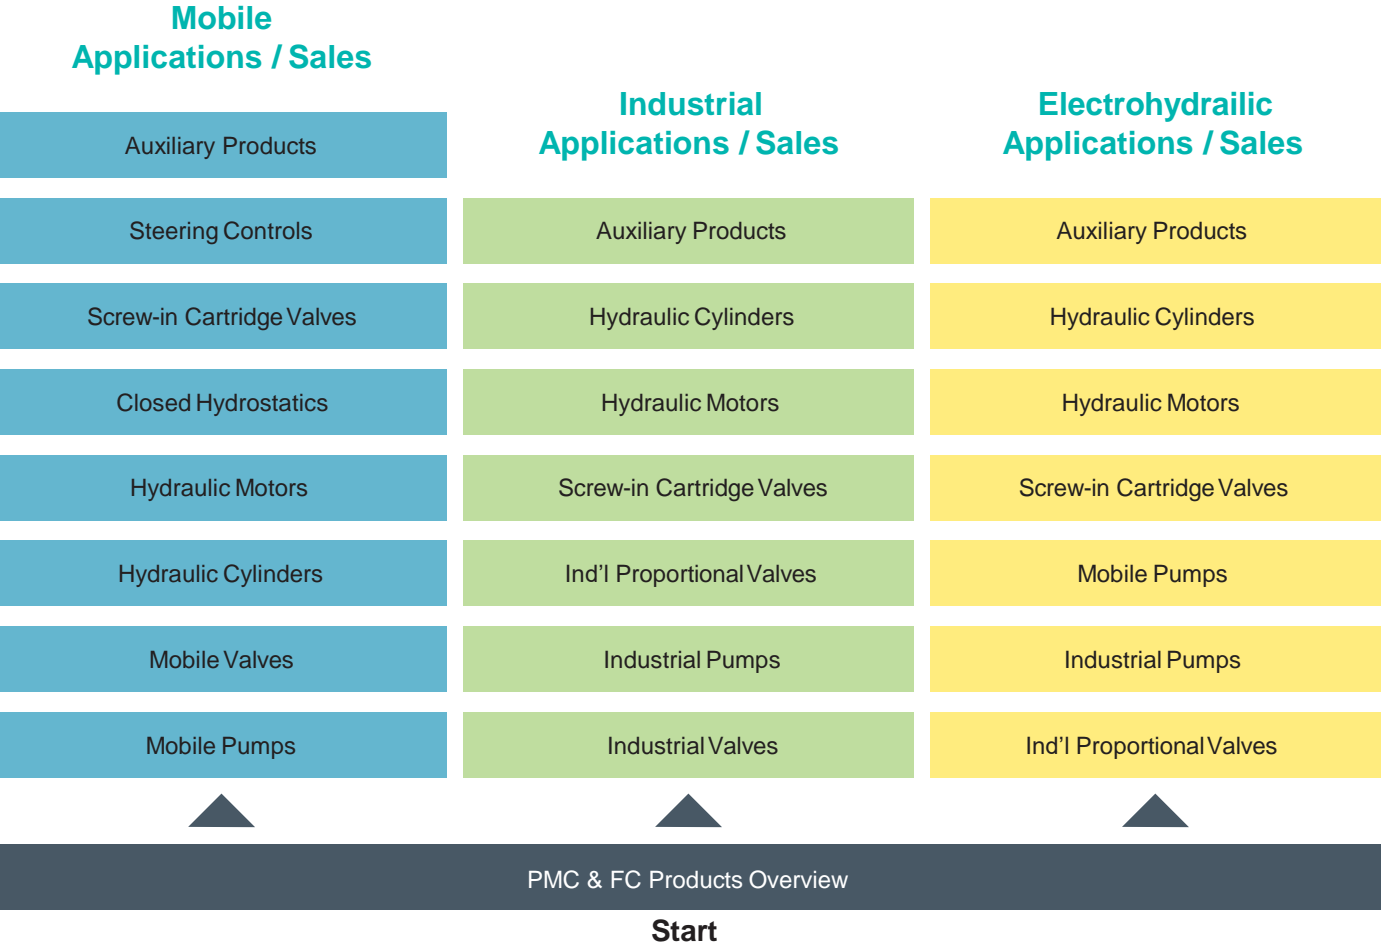 Mobile
Applications / Sales
Auxiliary Products
Steering Controls
Screw-in Cartridge Valves
Closed Hydrostatics
Hydraulic Motors
Hydraulic Cylinders
Mobile Valves
Mobile Pumps
Industrial
Applications / Sales
Auxiliary Products
Hydraulic Cylinders
Hydraulic Motors
Screw-in Cartridge Valves
Ind'l Proportional Valves
Industrial Pumps
Industrial Valves
Electrohydrailic
Applications / Sales
Auxiliary Products
Hydraulic Cylinders
Hydraulic Motors
Screw-in Cartridge Valves
Mobile Pumps
Industrial Pumps
Ind'l Proportional Valves
PMC & FC Products Overview
Start